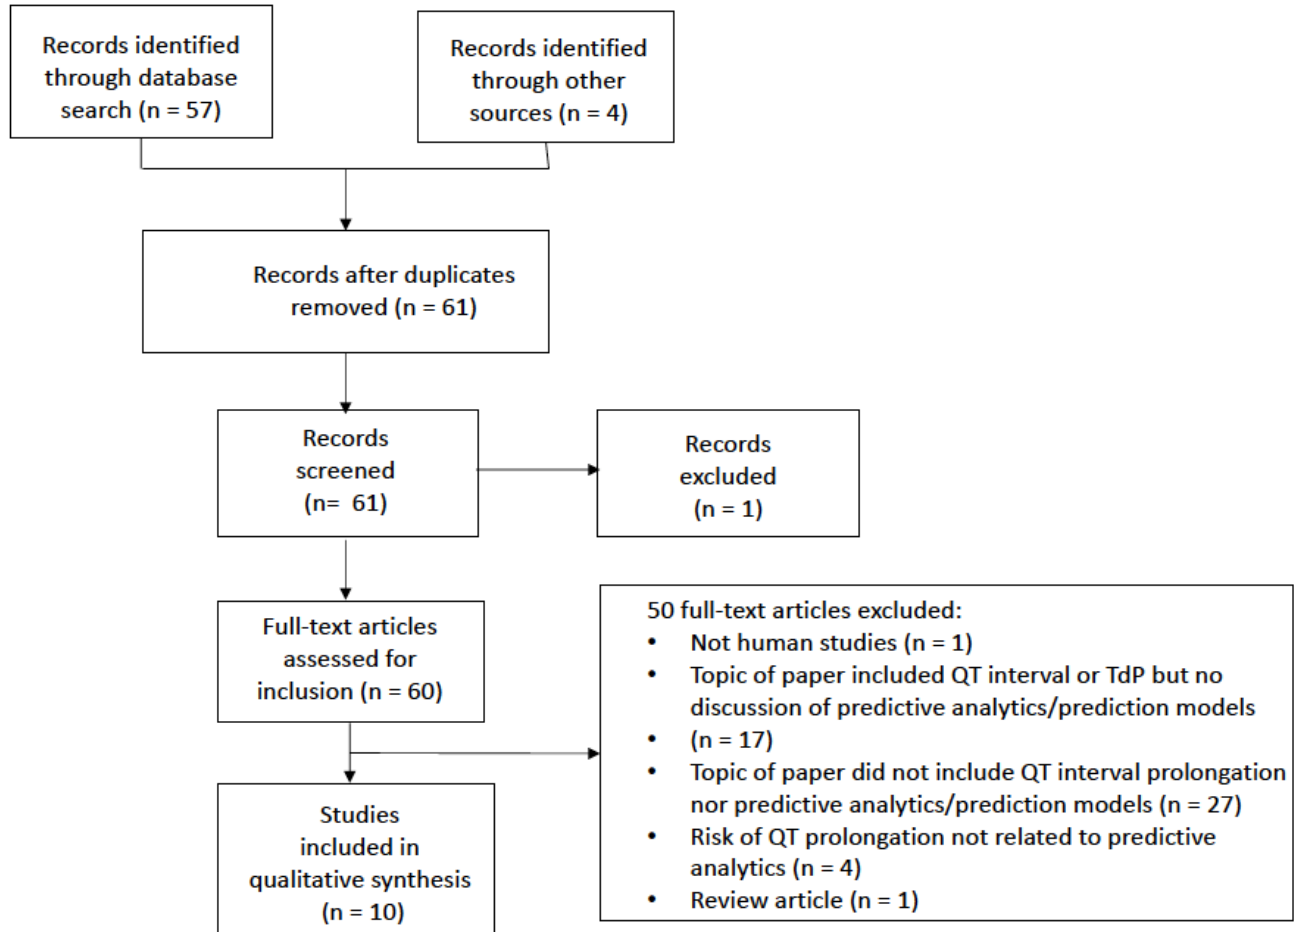 Records identified
through database
search (n = 57)
Records identified
through other
sources (n = 4)
Records after duplicates
removed (n = 61)
Records
screened
(n=  61)
Records
excluded
(n = 1)
Full-text articles
assessed for
inclusion (n = 60)
50 full-text articles excluded:
• Not human studies (n = 1)
• Topic of paper included QT interval or TdP but no
discussion of predictive analytics/prediction models
• (n = 17)
• Topic of paper did not include QT interval prolongation
nor predictive analytics/prediction models (n = 27)
• Risk of QT prolongation not related to predictive
analytics (n = 4)
• Review article (n = 1)
Studies
included in
qualitative synthesis
(n = 10)